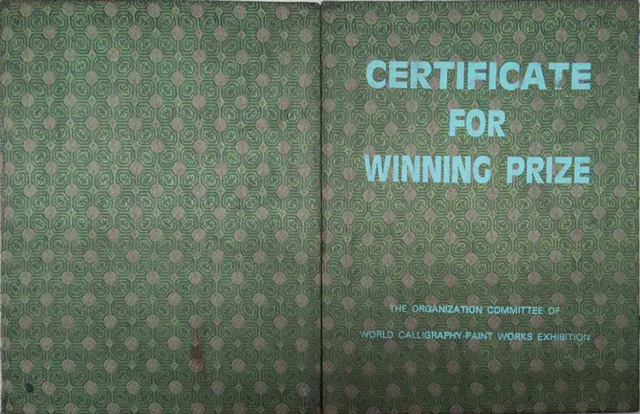 CERTIFICATE
FOR
WINNING PRIZE
THE ORGANIZATION COMMITTEE OF
WORLD CALLIGRAPHY-PAINT WORKS EXHIBITION